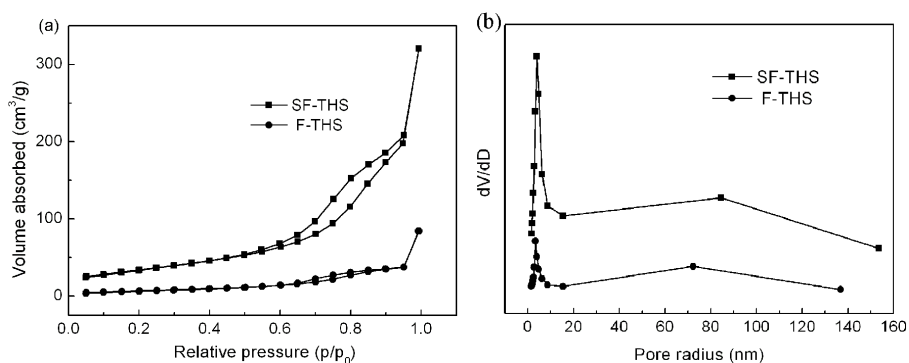 (a)
Volume absorbed (cm³/g)
300
200
100
0
SF-THS
F-THS
0.0 0.2 0.4 0.6 0.8 1.0
Relative pressure (p/p₀)
(b)
dV/dD
SF-THS
F-THS
0 20 40 60 80 100 120 140 160
Pore radius (nm)